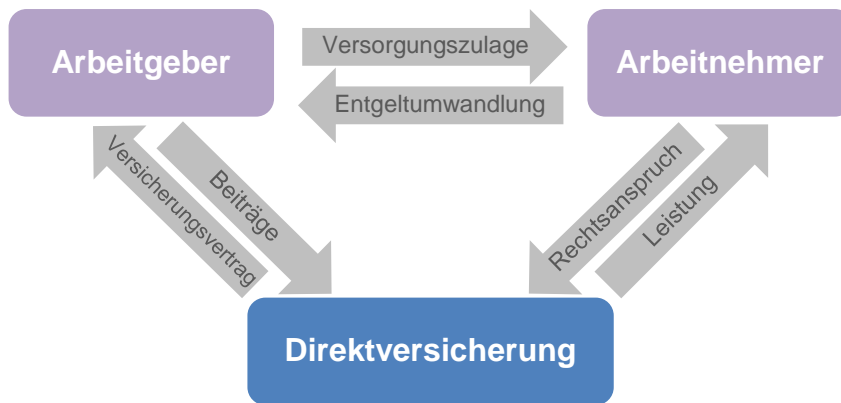 Arbeitgeber
Versorgungszulage
Arbeitnehmer
Entgeltumwandlung
Versicherungsvertrag
Beiträge
Rechtsanspruch
Leistung
Direktversicherung